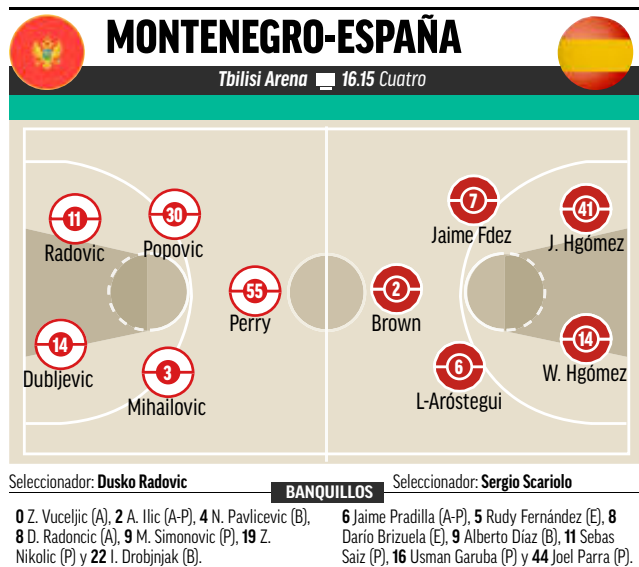 MONTENEGRO-ESPAÑA
Tbilisi Arena 16.15 Cuatro
11
Radovic
30
Popovic
7
Jaime Fdez
41
J. Hgómez
55
Perry
2
Brown
14
Dubljevic
3
Mihailovic
6
L-Aróstegui
14
W. Hgómez
Seleccionador: Dusko Radovic
Seleccionador: Sergio Scariolo
BANQUILLOS
0 Z. Vuceljic (A), 2 A. Ilic (A-P), 4 N. Pavlicevic (B),
8 D. Radoncic (A), 9 M. Simonovic (P), 19 Z.
Nikolic (P) y 22 I. Drobjnjak (B).
6 Jaime Pradilla (A-P), 5 Rudy Fernández (E), 8
Darío Brizuela (E), 9 Alberto Díaz (B), 11 Sebas
Saiz (P), 16 Usman Garuba (P) y 44 Joel Parra (P).